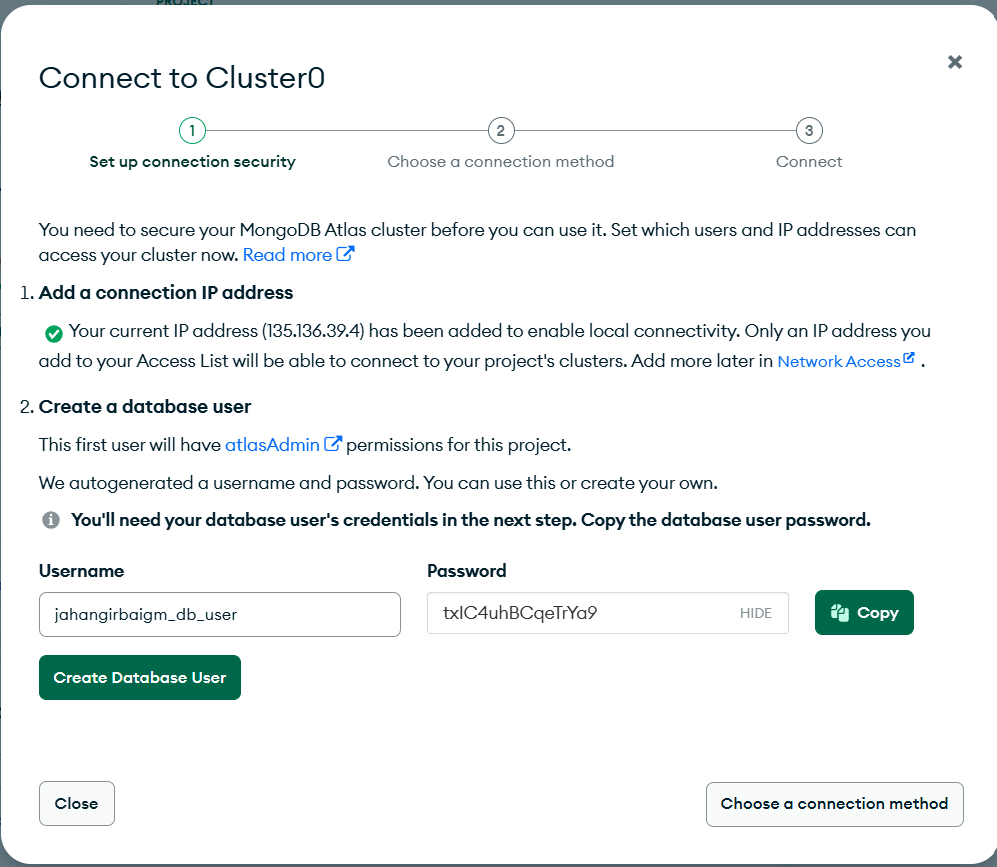 PROJECT
Connect to Cluster0
1
2
3
Set up connection security
Choose a connection method
Connect
You need to secure your MongoDB Atlas cluster before you can use it. Set which users and IP addresses can
access your cluster now. Read more
1. Add a connection IP address
Your current IP address (135.136.39.4) has been added to enable local connectivity. Only an IP address you
add to your Access List will be able to connect to your project's clusters. Add more later in Network Access .
2. Create a database user
This first user will have atlasAdmin permissions for this project.
We autogenerated a username and password. You can use this or create your own.
You'll need your database user's credentials in the next step. Copy the database user password.
Username
Password
jahangirbaigm_db_user
txIC4uhBCqeTrYa9
HIDE
Copy
Create Database User
Close
Choose a connection method